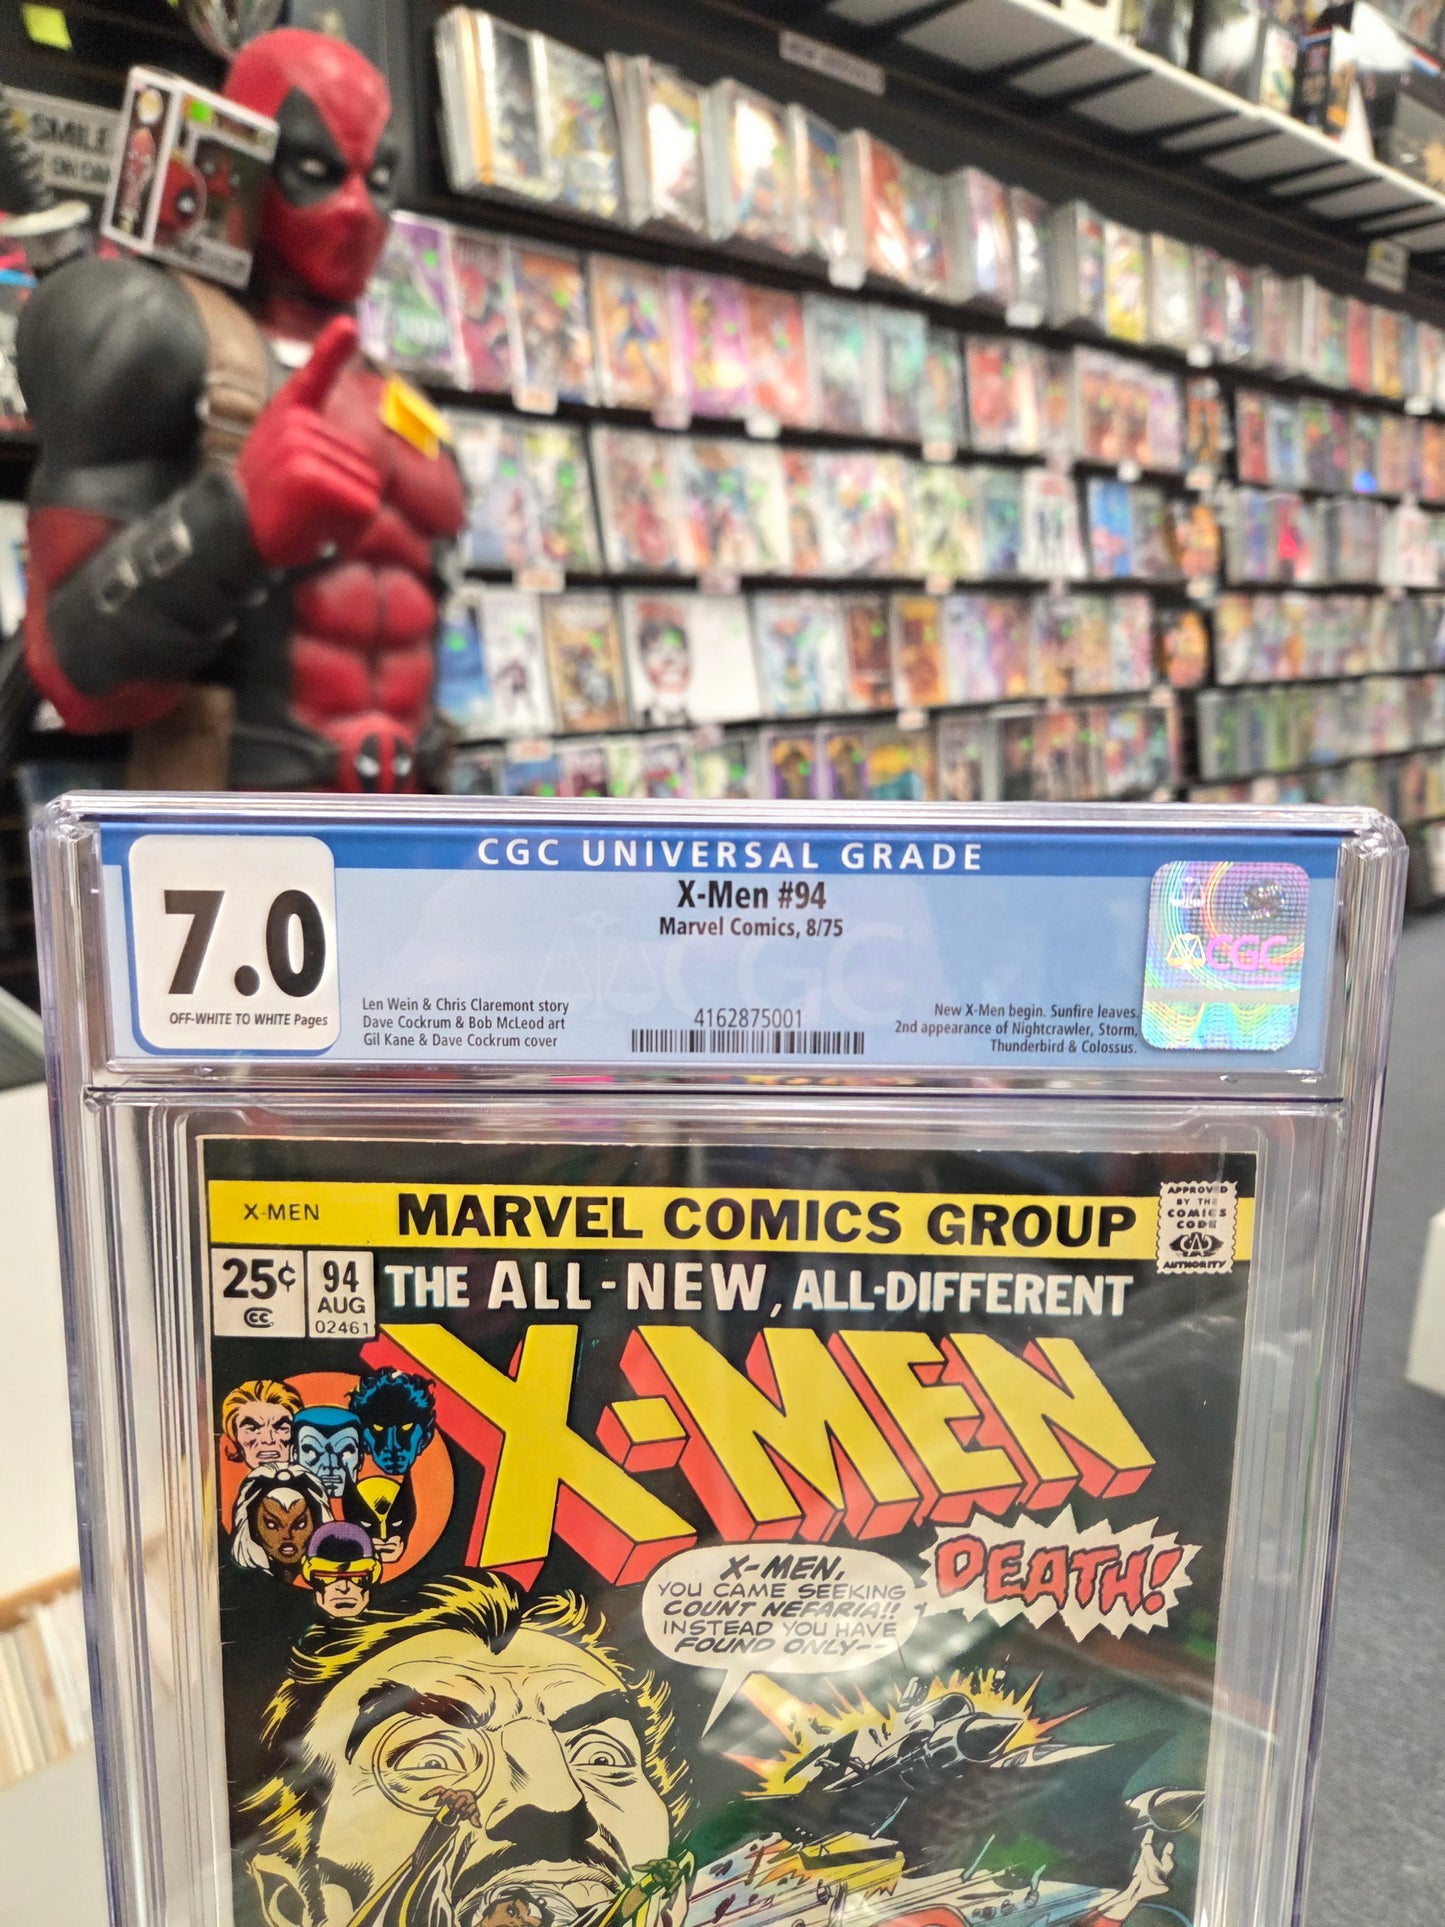 SMILE
ON CAM
CGC UNIVERSAL GRADE
7.0
OFF-WHITE TO WHITE Pages
X-Men #94
Marvel Comics, 8/75
Len Wein & Chris Claremont story
Dave Cockrum & Bob McLeod art
Gil Kane & Dave Cockrum cover
4162875001
New X-Men begin. Sunfire leaves.
2nd appearance of Nightcrawler, Storm,
Thunderbird & Colossus.
CGC
X-MEN
MARVEL COMICS GROUP
APPROVED
BY THE
COMICS
CODE
CA
AUTHORITY
25¢
CC
94
AUG
02461
THE ALL-NEW, ALL-DIFFERENT
X-MEN
X-MEN,
YOU CAME SEEKING
COUNT NEFARIA!!
INSTEAD YOU HAVE
FOUND ONLY--
DEATH!